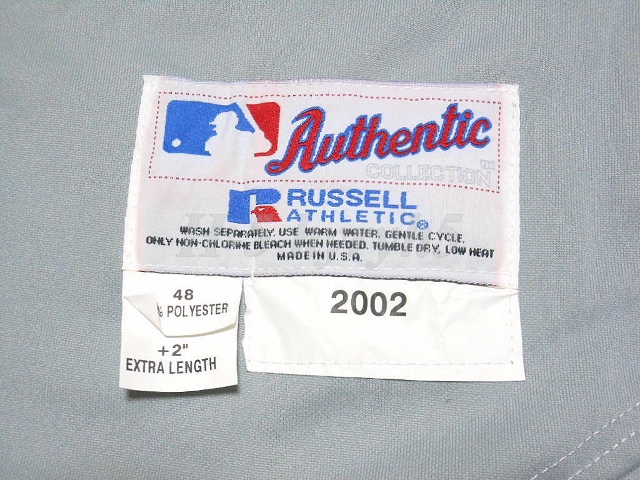 Authentic
COLLECTION™
RUSSELL
ATHLETIC®
WASH SEPARATELY. USE WARM WATER, GENTLE CYCLE.
ONLY NON-CHLORINE BLEACH WHEN NEEDED. TUMBLE DRY, LOW HEAT
MADE IN U.S.A.
48
% POLYESTER
+2"
EXTRA LENGTH
2002